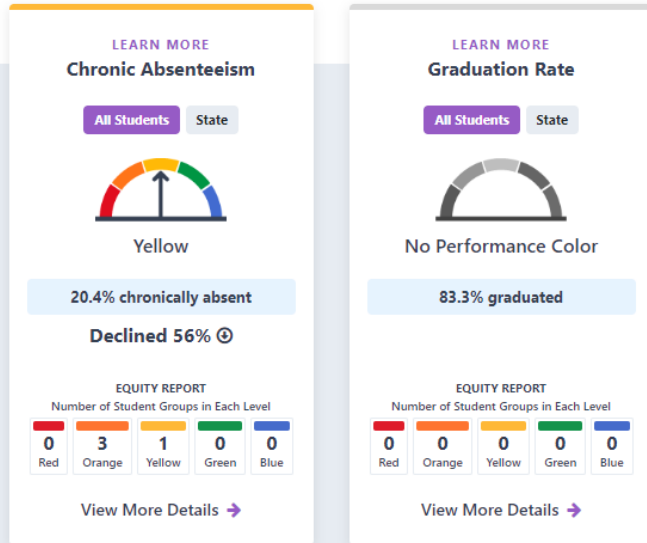 LEARN MORE
Chronic Absenteeism
All Students State
Yellow
20.4% chronically absent
Declined 56%
EQUITY REPORT
Number of Student Groups in Each Level
0 3 1 0 0
Red Orange Yellow Green Blue
View More Details
LEARN MORE
Graduation Rate
All Students State
No Performance Color
83.3% graduated
EQUITY REPORT
Number of Student Groups in Each Level
0 0 0 0 0
Red Orange Yellow Green Blue
View More Details